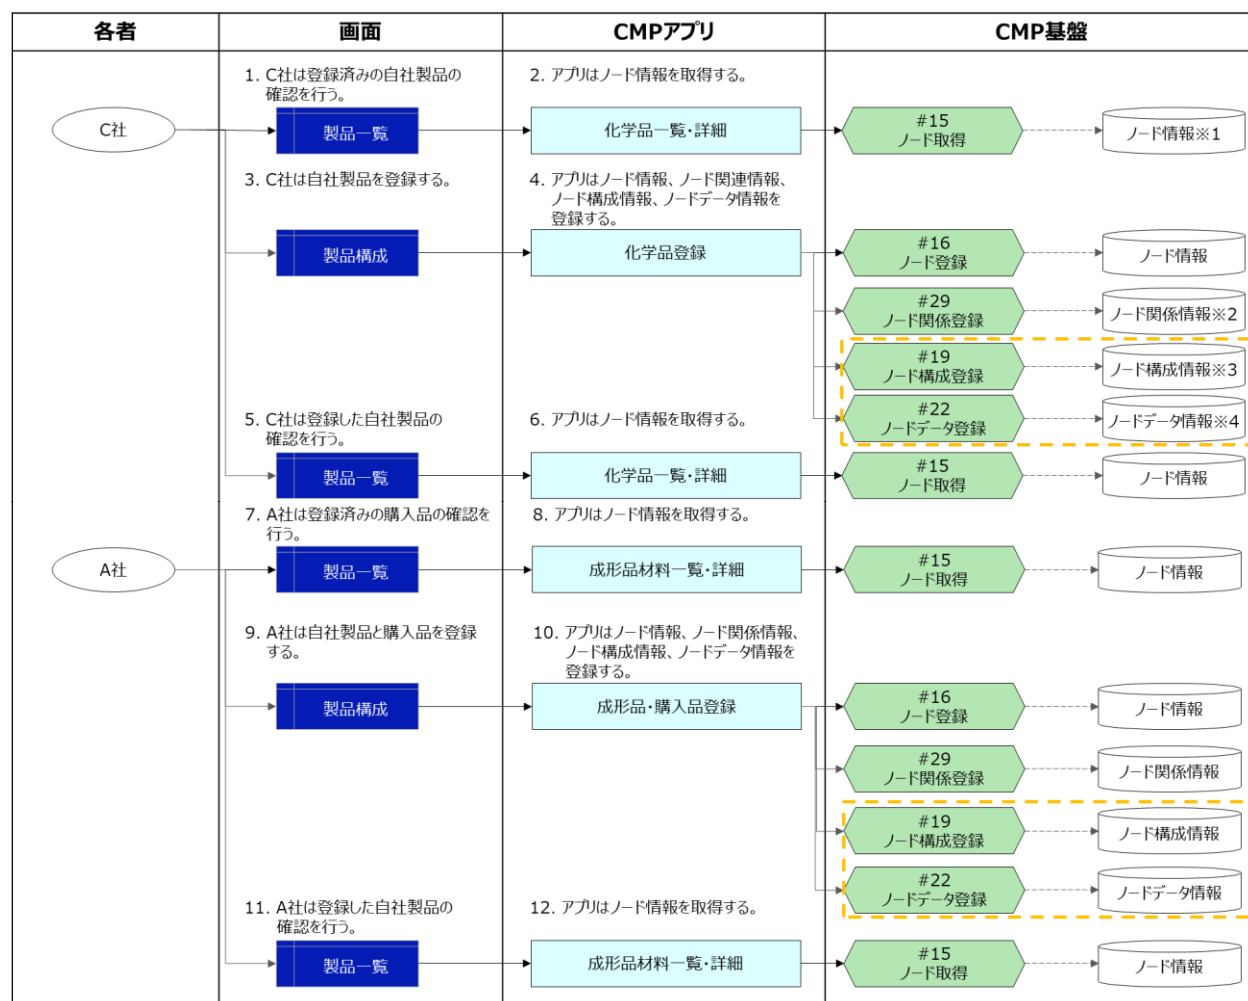 各者
画面
CMPアプリ
CMP基盤
1. C社は登録済みの自社製品の
確認を行う。
2. アプリはノード情報を取得する。
C社
製品一覧
化学品一覧・詳細
#15
ノード取得
ノード情報※1
3. C社は自社製品を登録する。
4. アプリはノード情報、ノード関連情報、
ノード構成情報、ノードデータ情報を
登録する。
製品構成
化学品登録
#16
ノード登録
ノード情報
#29
ノード関係登録
ノード関係情報※2
#19
ノード構成登録
ノード構成情報※3
#22
ノードデータ登録
ノードデータ情報※4
5. C社は登録した自社製品の
確認を行う。
6. アプリはノード情報を取得する。
製品一覧
化学品一覧・詳細
#15
ノード取得
ノード情報
7. A社は登録済みの購入品の確認を
行う。
8. アプリはノード情報を取得する。
A社
製品一覧
成形品材料一覧・詳細
#15
ノード取得
ノード情報
9. A社は自社製品と購入品を登録
する。
10. アプリはノード情報、ノード関係情報、
ノード構成情報、ノードデータ情報を
登録する。
製品構成
成形品・購入品登録
#16
ノード登録
ノード情報
#29
ノード関係登録
ノード関係情報
#19
ノード構成登録
ノード構成情報
#22
ノードデータ登録
ノードデータ情報
11. A社は登録した自社製品の
確認を行う。
12. アプリはノード情報を取得する。
製品一覧
成形品材料一覧・詳細
#15
ノード取得
ノード情報